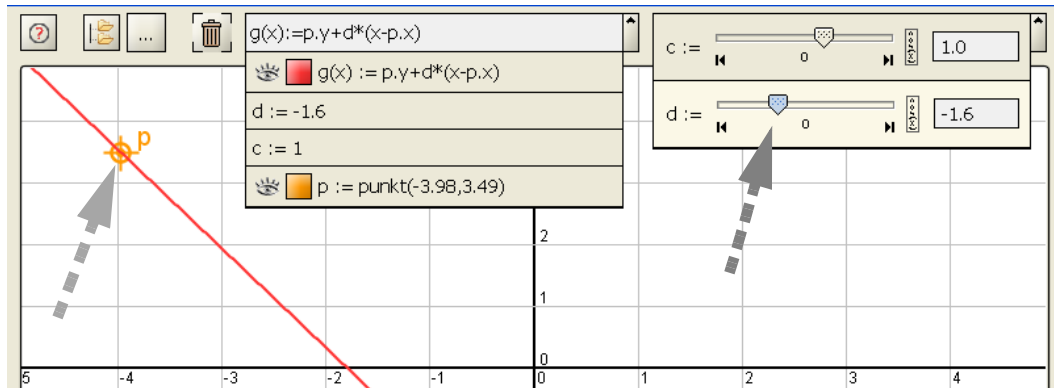 ?
...
g(x):=p.y+d*(x-p.x)
g(x) := p.y+d*(x-p.x)
d := -1.6
c := 1
p := punkt(-3.98,3.49)
c := 0 1.0
d := 0 -1.6
p
2
1
0
5 -4 -3 -2 -1 0 1 2 3 4